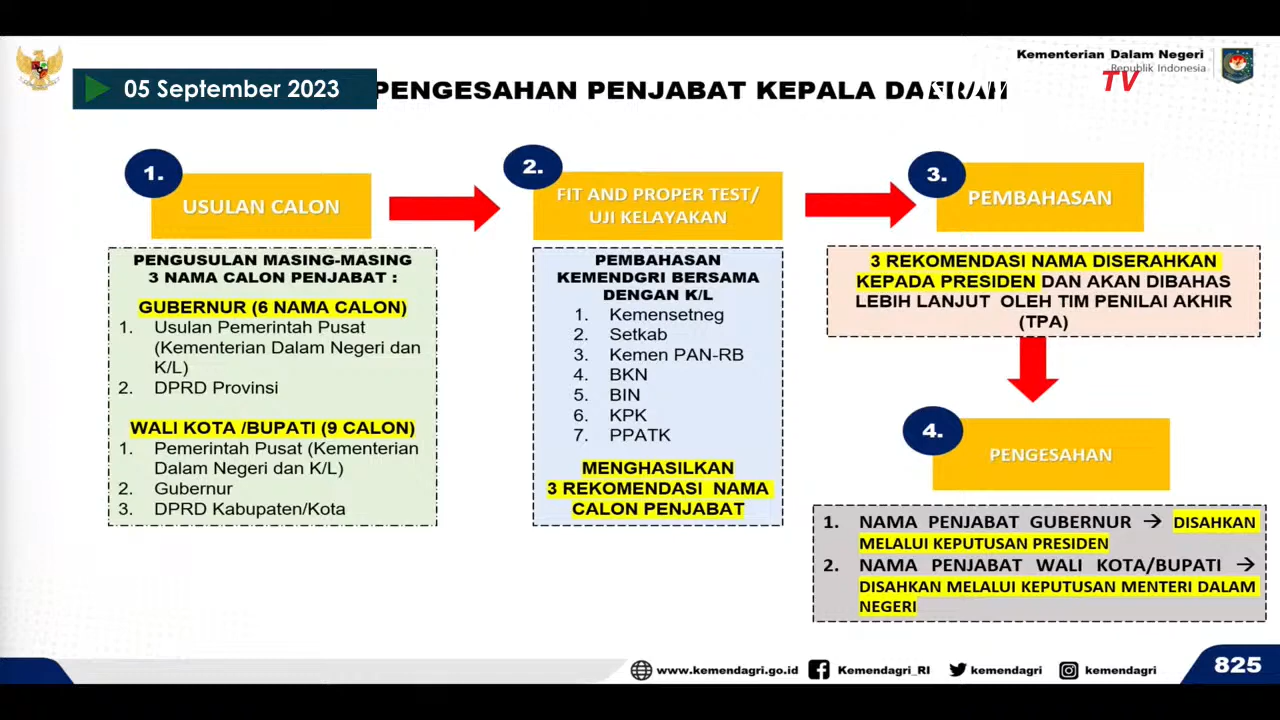 Kementerian Dalam Negeri
Republik Indonesia
TV
05 September 2023
PENGESAHAN PENJABAT KEPALA DAERAH
1.
USULAN CALON
PENGUSULAN MASING-MASING
3 NAMA CALON PENJABAT :
GUBERNUR (6 NAMA CALON)
1. Usulan Pemerintah Pusat
(Kementerian Dalam Negeri dan
K/L)
2. DPRD Provinsi
WALI KOTA /BUPATI (9 CALON)
1. Pemerintah Pusat (Kementerian
Dalam Negeri dan K/L)
2. Gubernur
3. DPRD Kabupaten/Kota
2.
FIT AND PROPER TEST/
UJI KELAYAKAN
PEMBAHASAN
KEMENDGRI BERSAMA
DENGAN K/L
1. Kemensetneg
2. Setkab
3. Kemen PAN-RB
4. BKN
5. BIN
6. KPK
7. PPATK
MENGHASILKAN
3 REKOMENDASI NAMA
CALON PENJABAT
3.
PEMBAHASAN
3 REKOMENDASI NAMA DISERAHKAN
KEPADA PRESIDEN DAN AKAN DIBAHAS
LEBIH LANJUT OLEH TIM PENILAI AKHIR
(TPA)
4.
PENGESAHAN
1. NAMA PENJABAT GUBERNUR → DISAHKAN
MELALUI KEPUTUSAN PRESIDEN
2. NAMA PENJABAT WALI KOTA/BUPATI →
DISAHKAN MELALUI KEPUTUSAN MENTERI DALAM
NEGERI
www.kemendagri.go.id
Kemendagri_RI
kemendagri
kemendagri
825